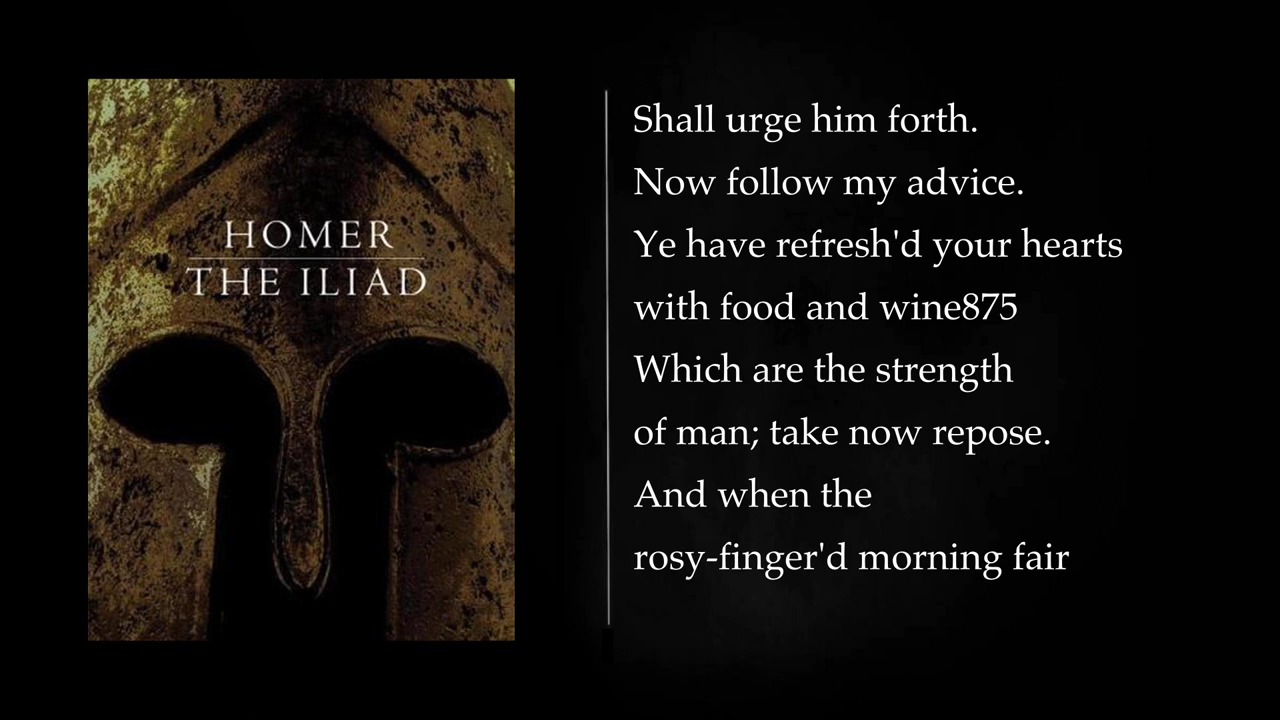 HOMER
THE ILIAD
Shall urge him forth.
Now follow my advice.
Ye have refresh'd your hearts
with food and wine875
Which are the strength
of man; take now repose.
And when the
rosy-finger'd morning fair